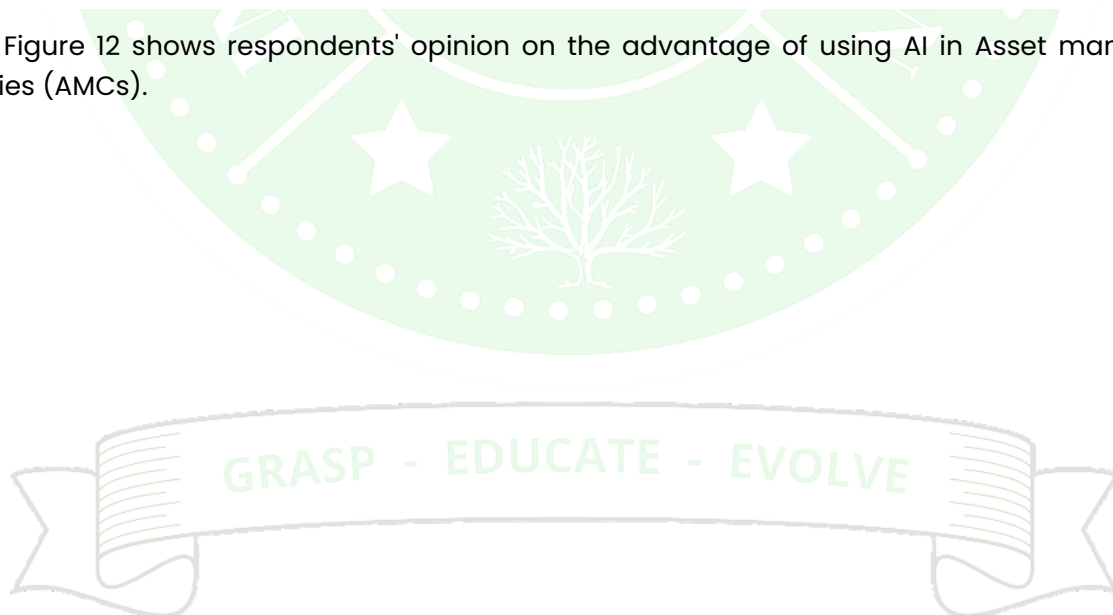 Figure 12 shows respondents' opinion on the advantage of using AI in Asset mar
ies (AMCs).
GRASP - EDUCATE - EVOLVE